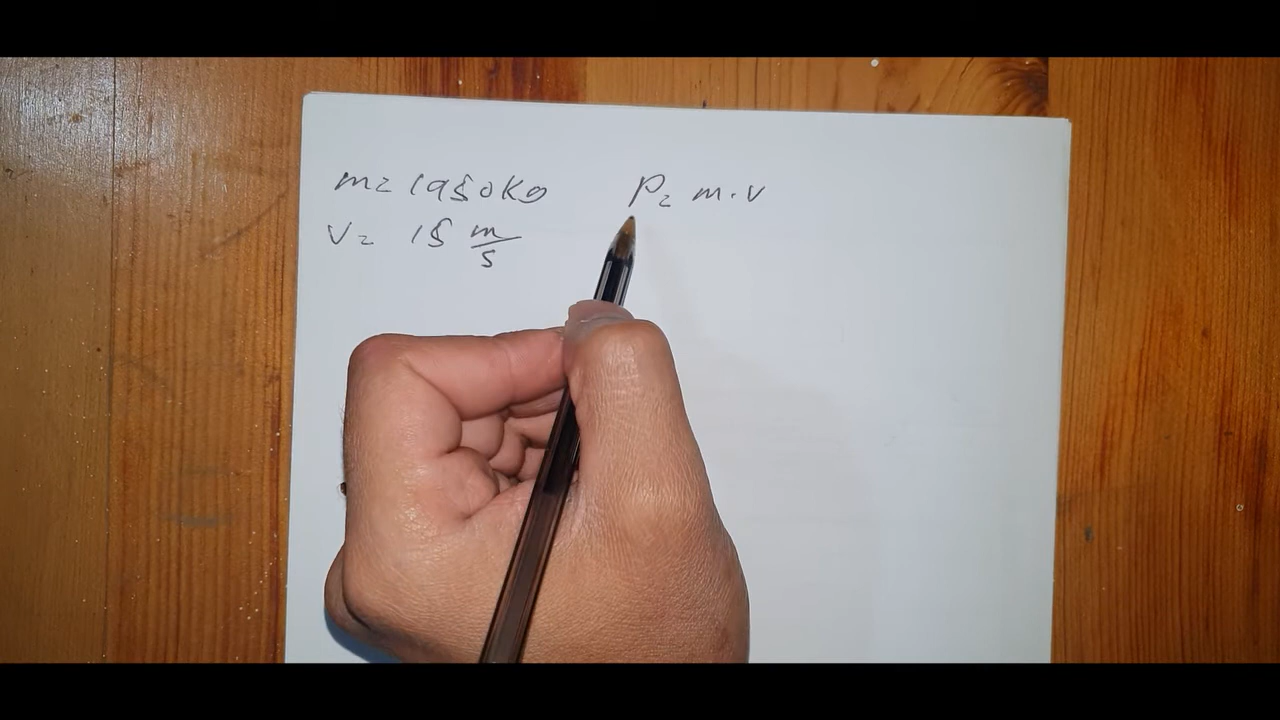 m= 1950kg
p= m·v
v= 15 m/s